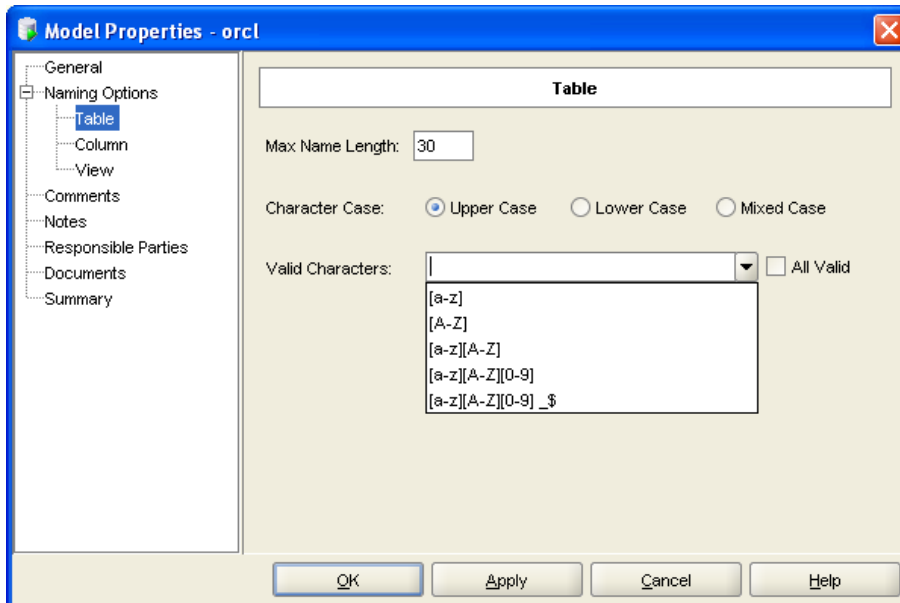 Model Properties - orcl
General
Naming Options
Table
Column
View
Comments
Notes
Responsible Parties
Documents
Summary
Table
Max Name Length: 30
Character Case: Upper Case Lower Case Mixed Case
Valid Characters: All Valid
[a-z]
[A-Z]
[a-z][A-Z]
[a-z][A-Z][0-9]
[a-z][A-Z][0-9] _$
OK Apply Cancel Help